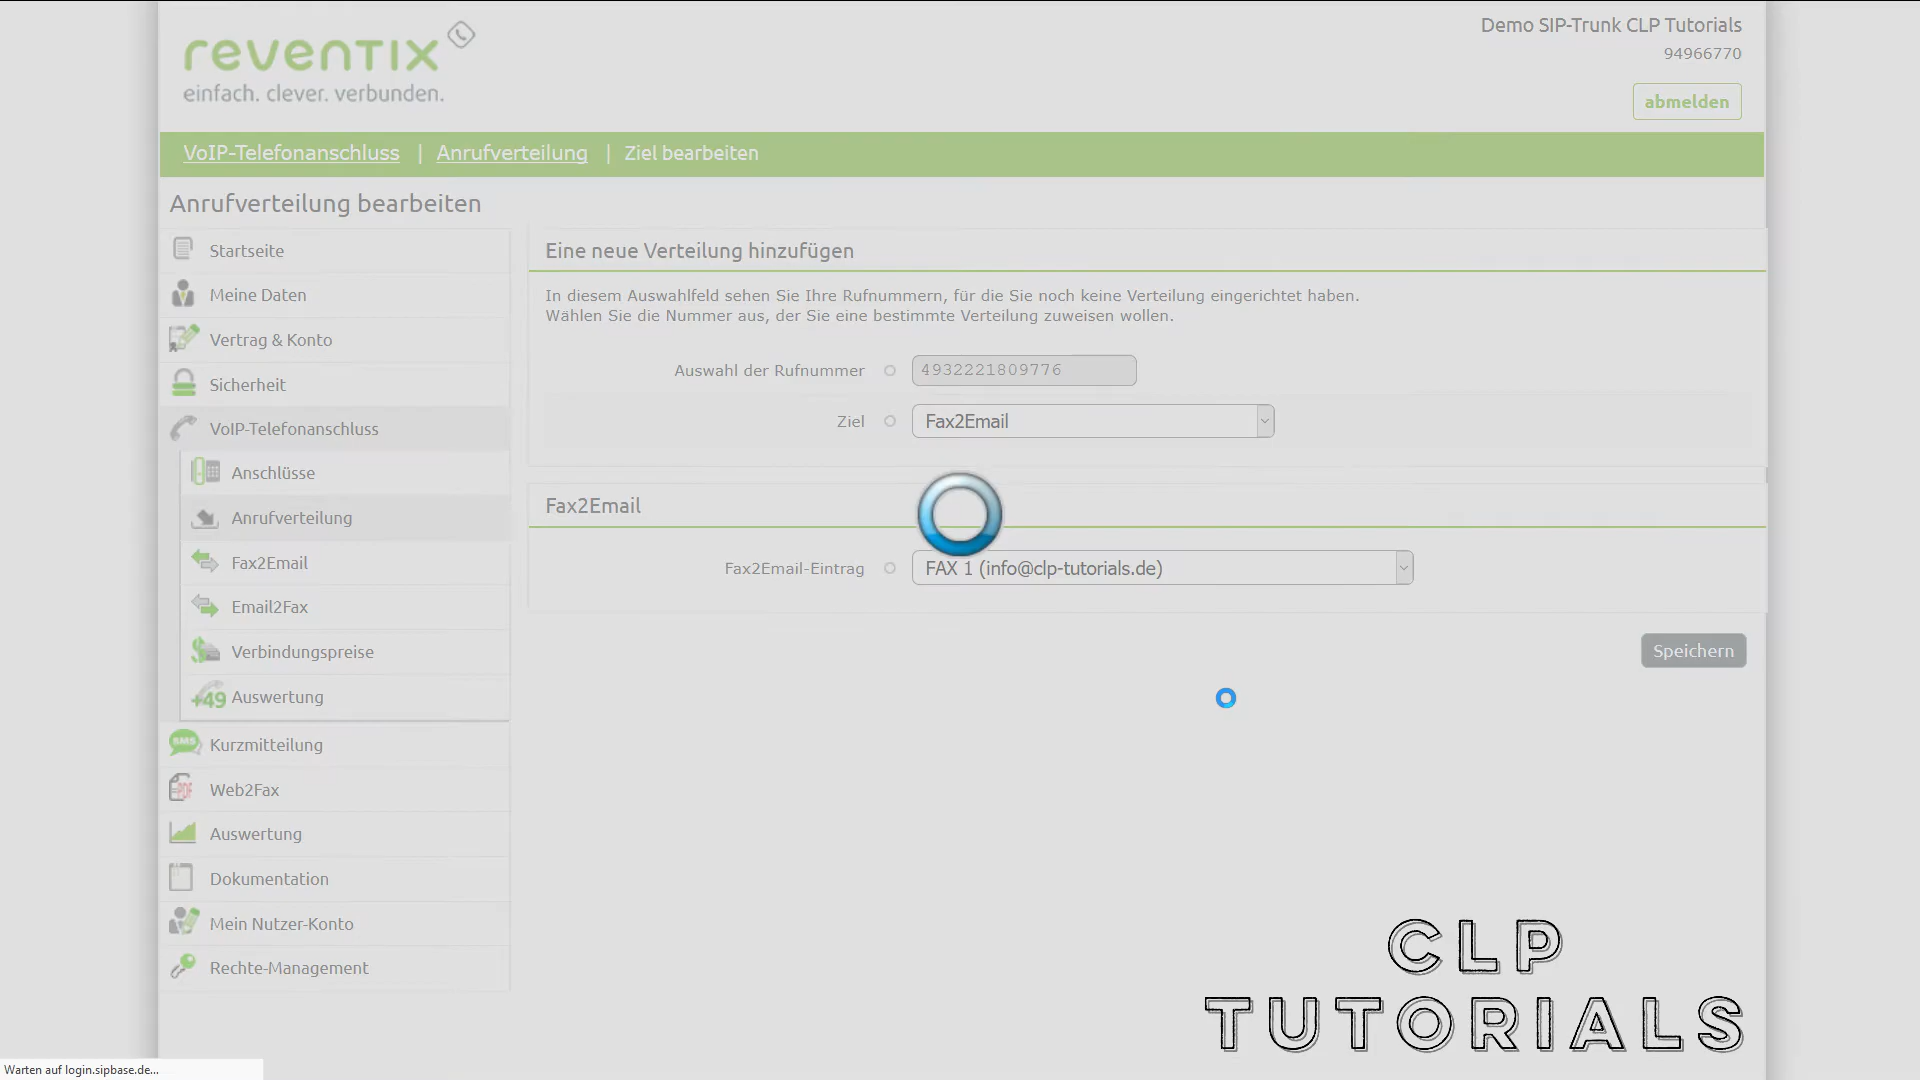 reventix
einfach. clever. verbunden.
Demo SIP-Trunk CLP Tutorials
94966770
abmelden
VoIP-Telefonanschluss | Anrufverteilung | Ziel bearbeiten
Anrufverteilung bearbeiten
Startseite
Meine Daten
Vertrag & Konto
Sicherheit
VoIP-Telefonanschluss
Anschlüsse
Anrufverteilung
Fax2Email
Email2Fax
Verbindungspreise
+49 Auswertung
SMS Kurzmitteilung
PDF Web2Fax
Auswertung
Dokumentation
Mein Nutzer-Konto
Rechte-Management
Eine neue Verteilung hinzufügen
In diesem Auswahlfeld sehen Sie Ihre Rufnummern, für die Sie noch keine Verteilung eingerichtet haben.
Wählen Sie die Nummer aus, der Sie eine bestimmte Verteilung zuweisen wollen.
Auswahl der Rufnummer 4932221809776
Ziel Fax2Email
Fax2Email
Fax2Email-Eintrag FAX 1 (info@clp-tutorials.de)
Speichern
CLP
TUTORIALS
Warten auf login.sipbase.de...